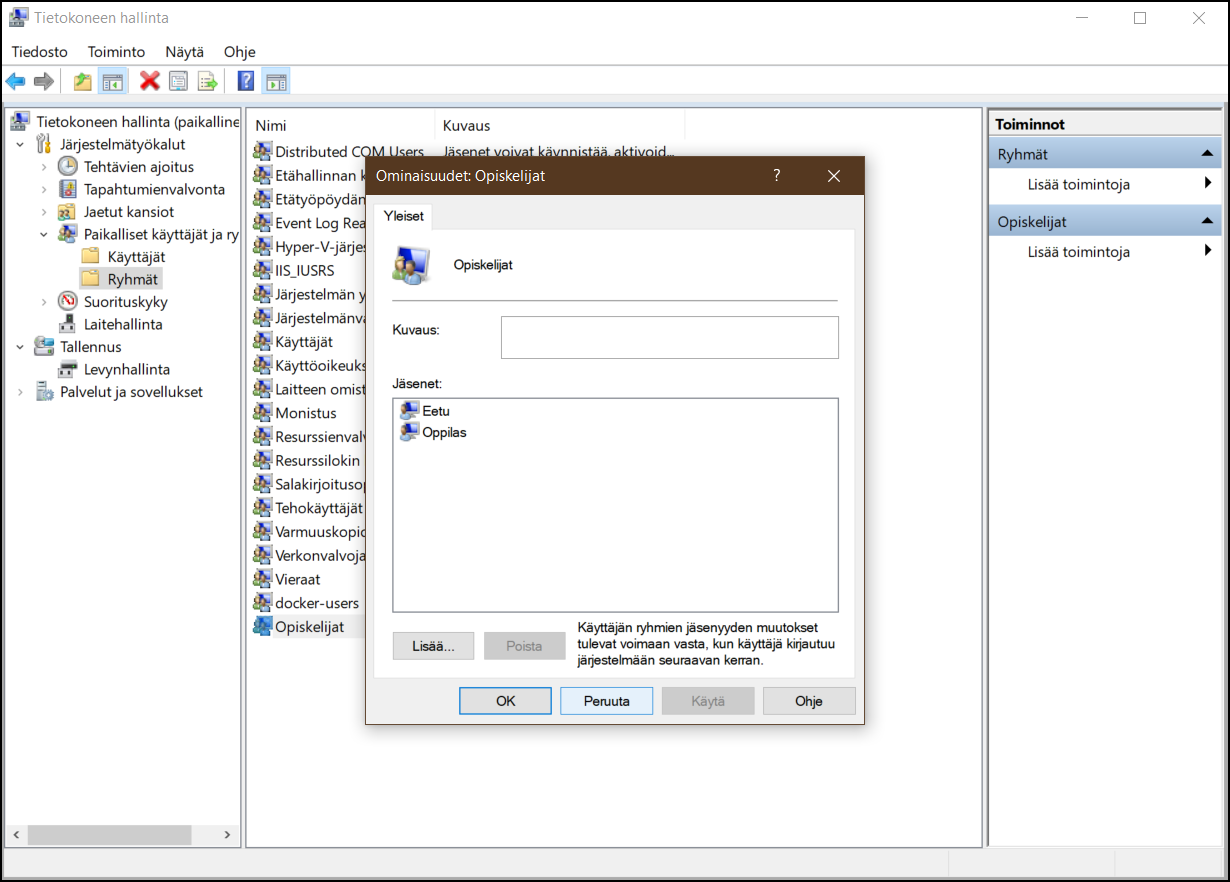 Tietokoneen hallinta
Tiedosto Toiminto Näytä Ohje
Tietokoneen hallinta (paikalline
Järjestelmätyökalut
Tehtävien ajoitus
Tapahtumienvalvonta
Jaetut kansiot
Paikalliset käyttäjät ja ry
Käyttäjät
Ryhmät
Suorituskyky
Laitehallinta
Tallennus
Levynhallinta
Palvelut ja sovellukset
Nimi Kuvaus
Distributed COM Users Jäsenet voivat käynnistää, aktivoid...
Etähallinnan k
Etätyöpöydän
Event Log Rea
Hyper-V-järjes
IIS_IUSRS
Järjestelmän y
Järjestelmänva
Käyttäjät
Käyttöoikeuks
Laitteen omist
Monistus
Resurssienvalv
Resurssilokin
Salakirjoitusop
Tehokäyttäjät
Varmuuskopio
Verkonvalvoja
Vieraat
docker-users
Opiskelijat
Ominaisuudet: Opiskelijat ?
Yleiset
Opiskelijat
Kuvaus:
Jäsenet:
Eetu
Oppilas
Lisää... Poista
Käyttäjän ryhmien jäsenyyden muutokset
tulevat voimaan vasta, kun käyttäjä kirjautuu
järjestelmään seuraavan kerran.
OK Peruuta Käytä Ohje
Toiminnot
Ryhmät
Lisää toimintoja
Opiskelijat
Lisää toimintoja